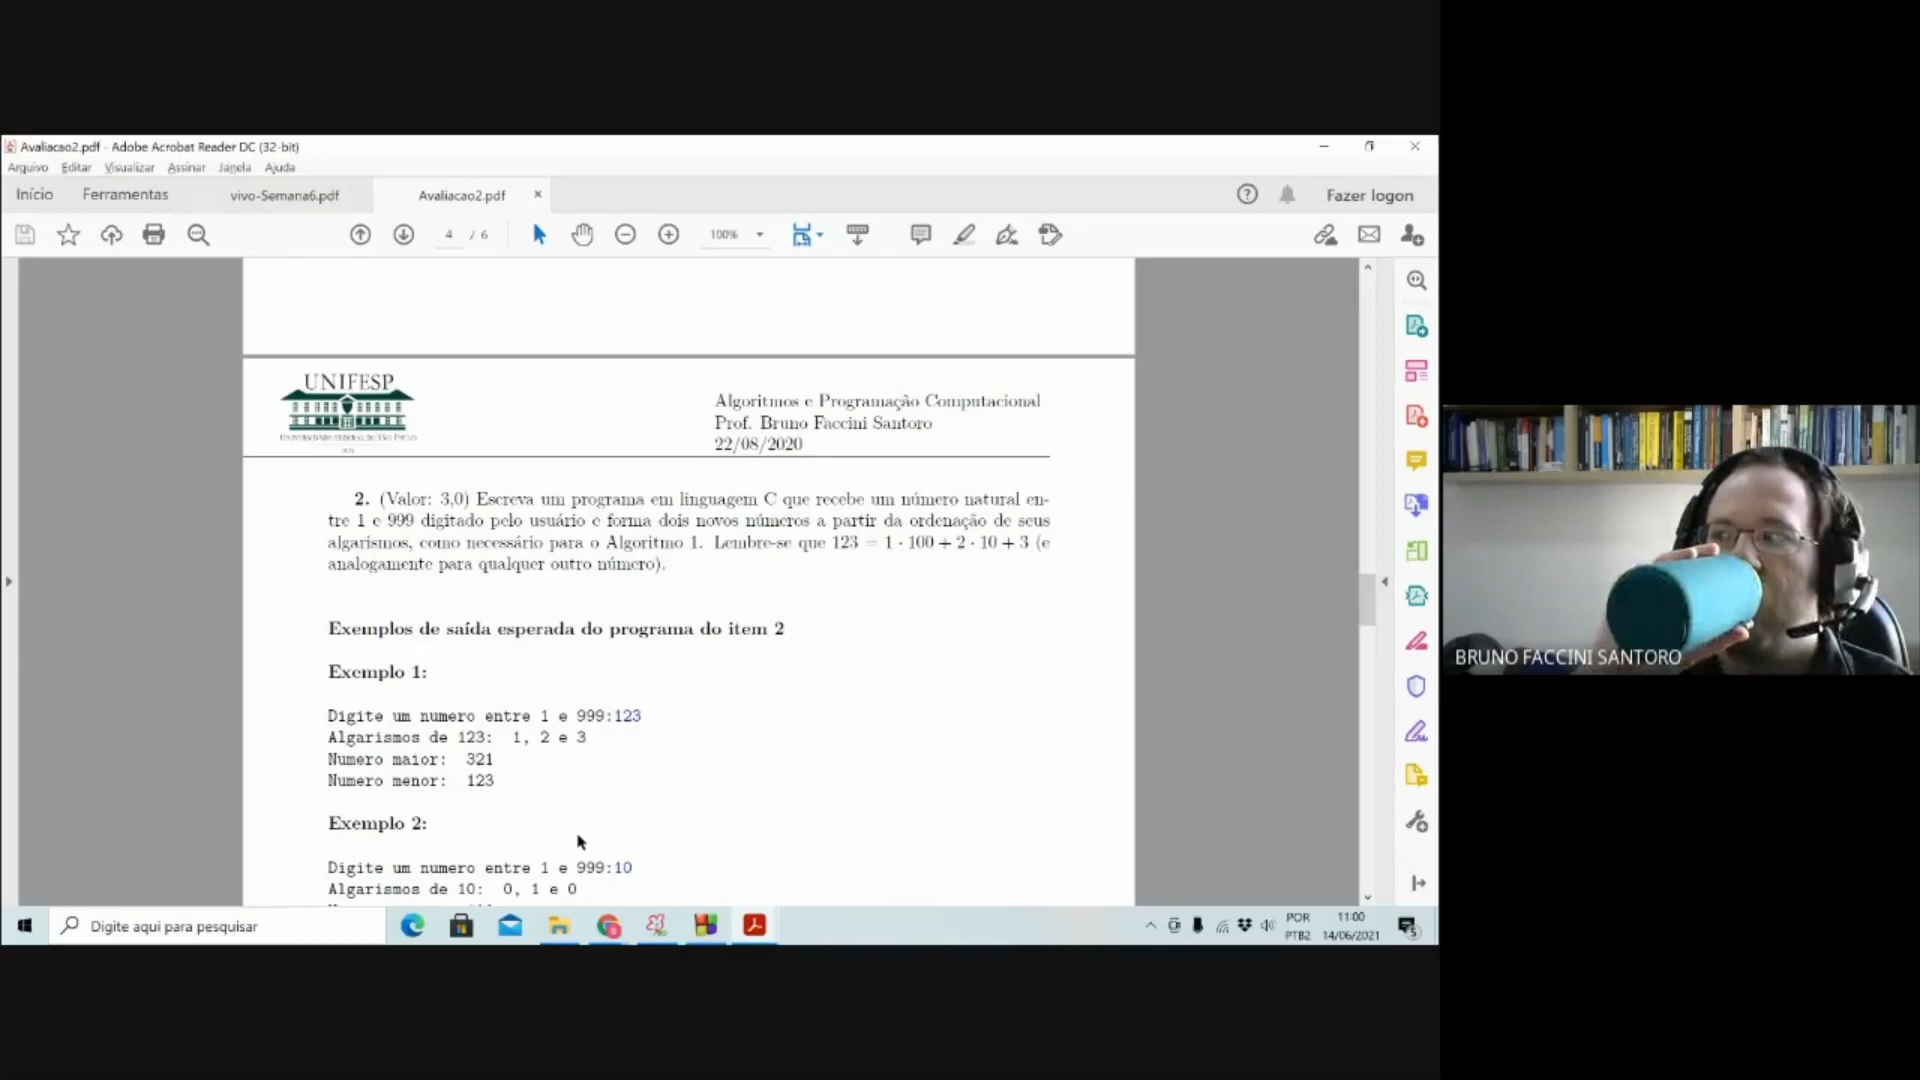 Avaliacao2.pdf - Adobe Acrobat Reader DC (32-bit)
Arquivo Editar Visualizar Assinar Janela Ajuda
Início Ferramentas vivo-Semana6.pdf Avaliacao2.pdf × Fazer logon
4 / 6 100%
UNIFESP
UNIVERSIDADE FEDERAL DE SÃO PAULO
Algoritmos e Programação Computacional
Prof. Bruno Faccini Santoro
22/08/2020
2. (Valor: 3,0) Escreva um programa em linguagem C que recebe um número natural en-
tre 1 e 999 digitado pelo usuário e forma dois novos números a partir da ordenação de seus
algarismos, como necessário para o Algoritmo 1. Lembre-se que 123 = 1 · 100 + 2 · 10 + 3 (e
analogamente para qualquer outro número).
Exemplos de saída esperada do programa do item 2
Exemplo 1:
Digite um numero entre 1 e 999:123
Algarismos de 123: 1, 2 e 3
Numero maior: 321
Numero menor: 123
Exemplo 2:
Digite um numero entre 1 e 999:10
Algarismos de 10: 0, 1 e 0
BRUNO FACCINI SANTORO
Digite aqui para pesquisar
POR
PTB2
11:00
14/06/2021
5